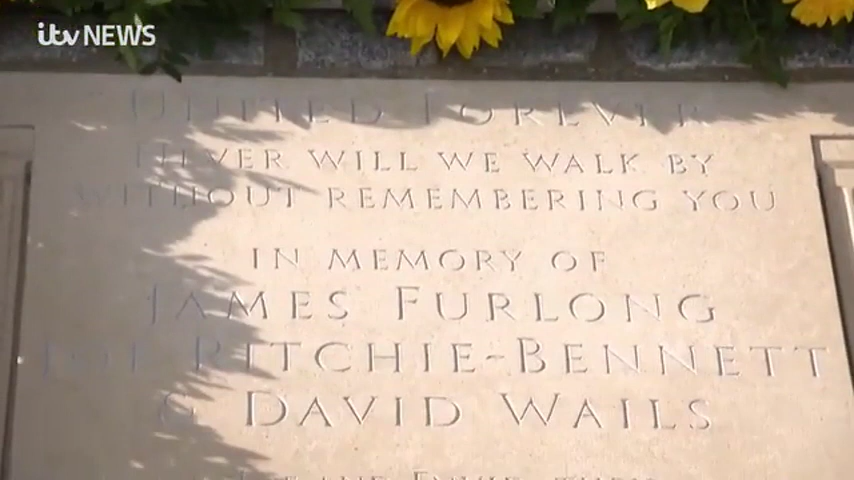 itv NEWS
UNITED FOREVER
NEVER WILL WE WALK BY
WITHOUT REMEMBERING YOU
IN MEMORY OF
JAMES FURLONG
JOE RITCHIE-BENNETT
& DAVID WAILS